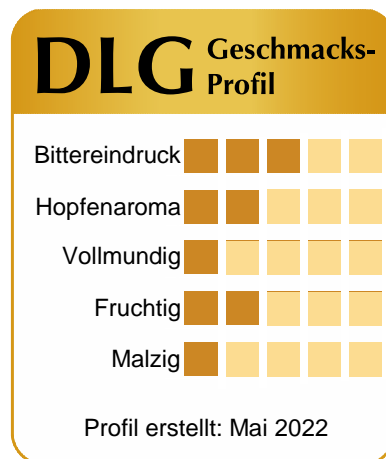 DLG Geschmacks-
Profil
Bittereindruck
Hopfenaroma
Vollmundig
Fruchtig
Malzig
Profil erstellt: Mai 2022